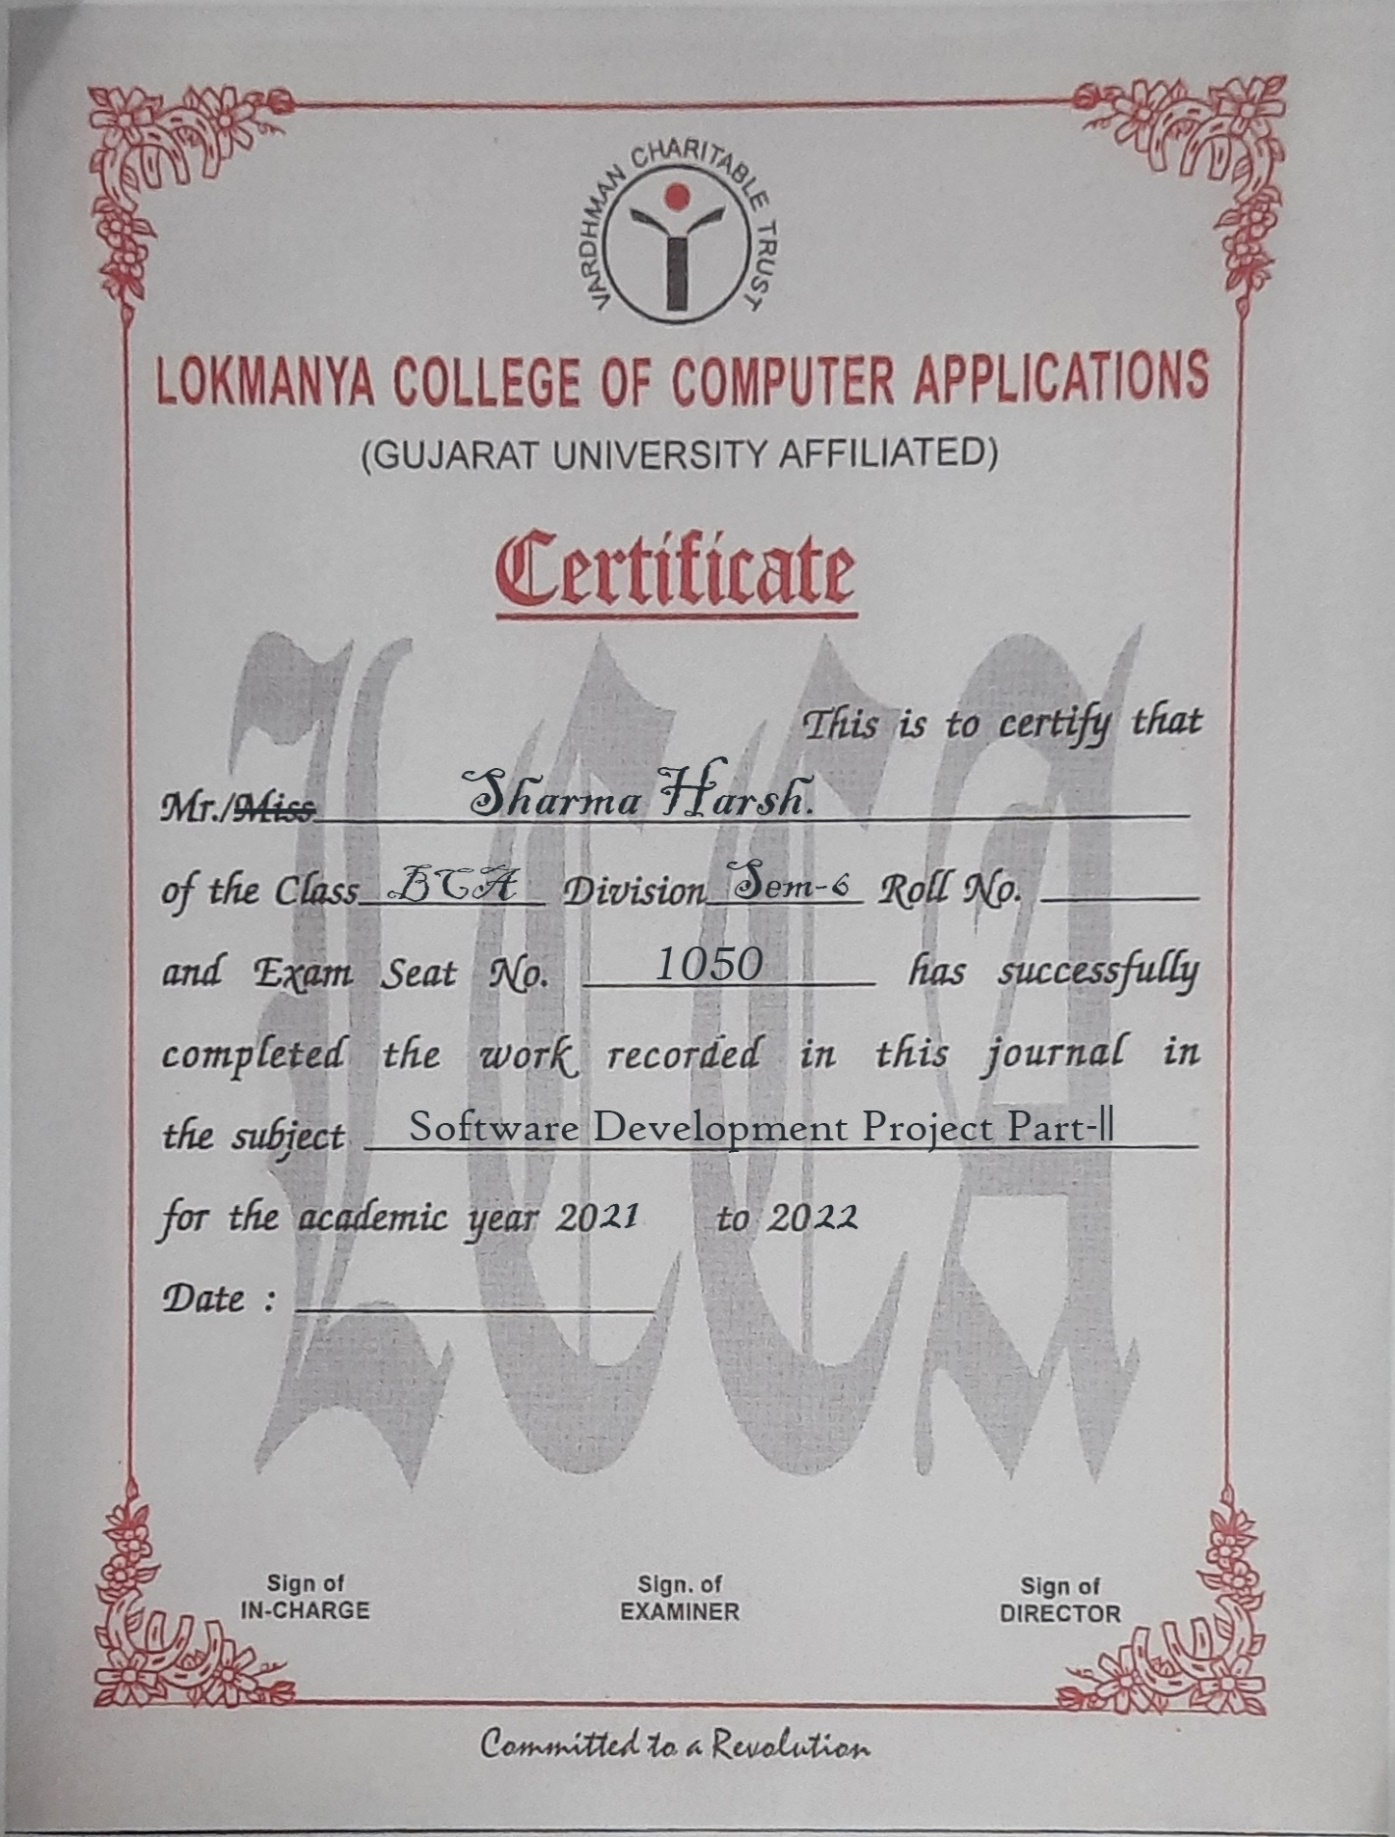 VARDHMAN CHARITABLE TRUST
LOKMANYA COLLEGE OF COMPUTER APPLICATIONS
(GUJARAT UNIVERSITY AFFILIATED)
Certificate
LCCA
This is to certify that
Mr./Miss Sharma Harsh.
of the Class BCA Division Sem-6 Roll No.
and Exam Seat No. 1050 has successfully
completed the work recorded in this journal in
the subject Software Development Project Part-II
for the academic year 2021 to 2022
Date :
Sign of Sign. of Sign of
IN-CHARGE EXAMINER DIRECTOR
Committed to a Revolution